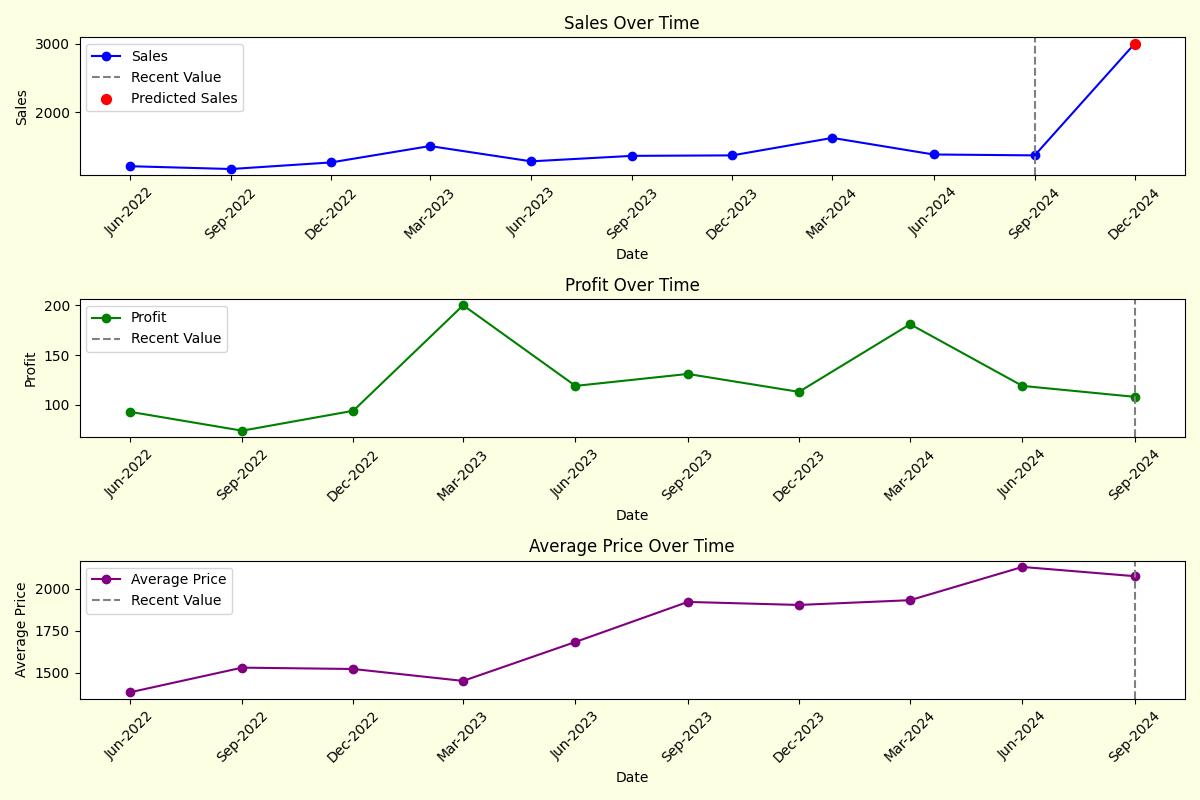 Sales Over Time
3000
2000
Sales
Sales
Recent Value
Predicted Sales
Jun-2022
Sep-2022
Dec-2022
Mar-2023
Jun-2023
Sep-2023
Dec-2023
Mar-2024
Jun-2024
Sep-2024
Dec-2024
Date
Profit Over Time
200
150
100
Profit
Profit
Recent Value
Jun-2022
Sep-2022
Dec-2022
Mar-2023
Jun-2023
Sep-2023
Dec-2023
Mar-2024
Jun-2024
Sep-2024
Date
Average Price Over Time
2000
1750
1500
Average Price
Average Price
Recent Value
Jun-2022
Sep-2022
Dec-2022
Mar-2023
Jun-2023
Sep-2023
Dec-2023
Mar-2024
Jun-2024
Sep-2024
Date